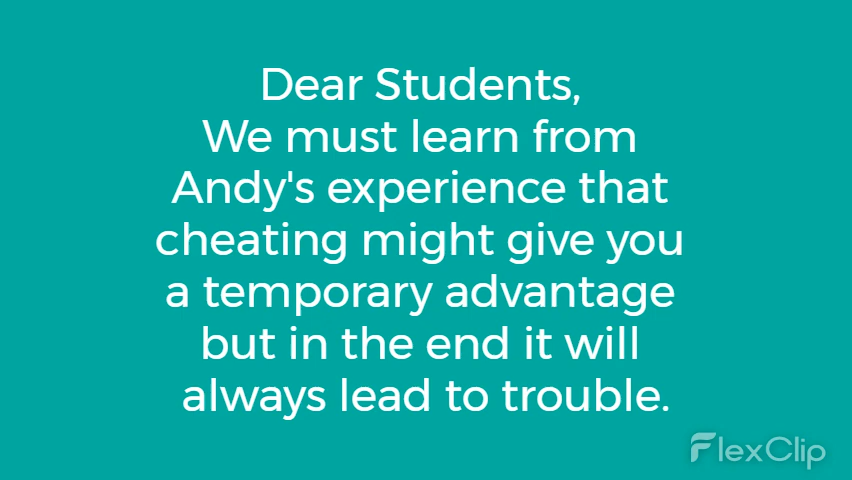 Dear Students,
We must learn from
Andy's experience that
cheating might give you
a temporary advantage
but in the end it will
always lead to trouble.
FlexClip